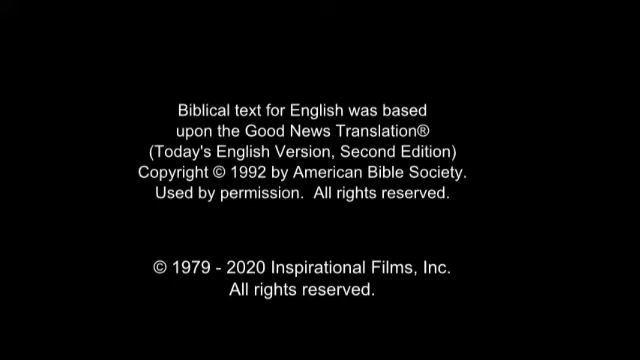 Biblical text for English was based
upon the Good News Translation®
(Today's English Version, Second Edition)
Copyright © 1992 by American Bible Society.
Used by permission.  All rights reserved.
© 1979 - 2020 Inspirational Films, Inc.
All rights reserved.